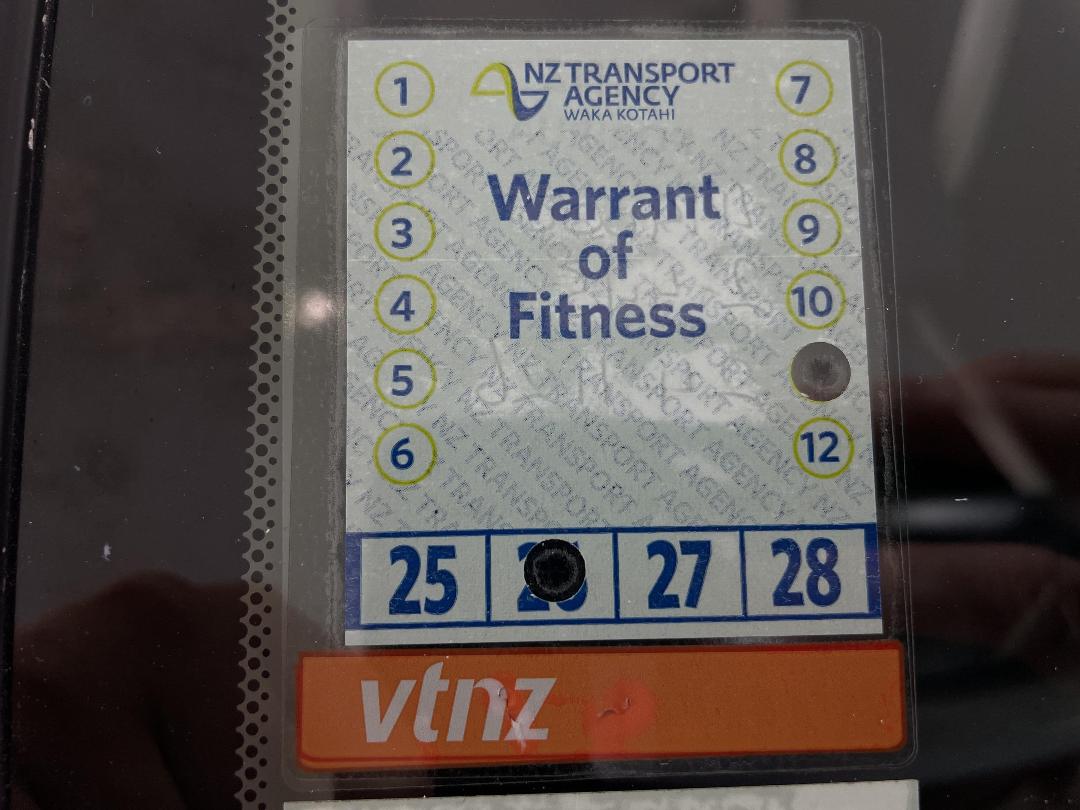 NZ TRANSPORT
AGENCY
WAKA KOTAHI
Warrant
of
Fitness
1
2
3
4
5
6
7
8
9
10
12
25
27
28
vtnz